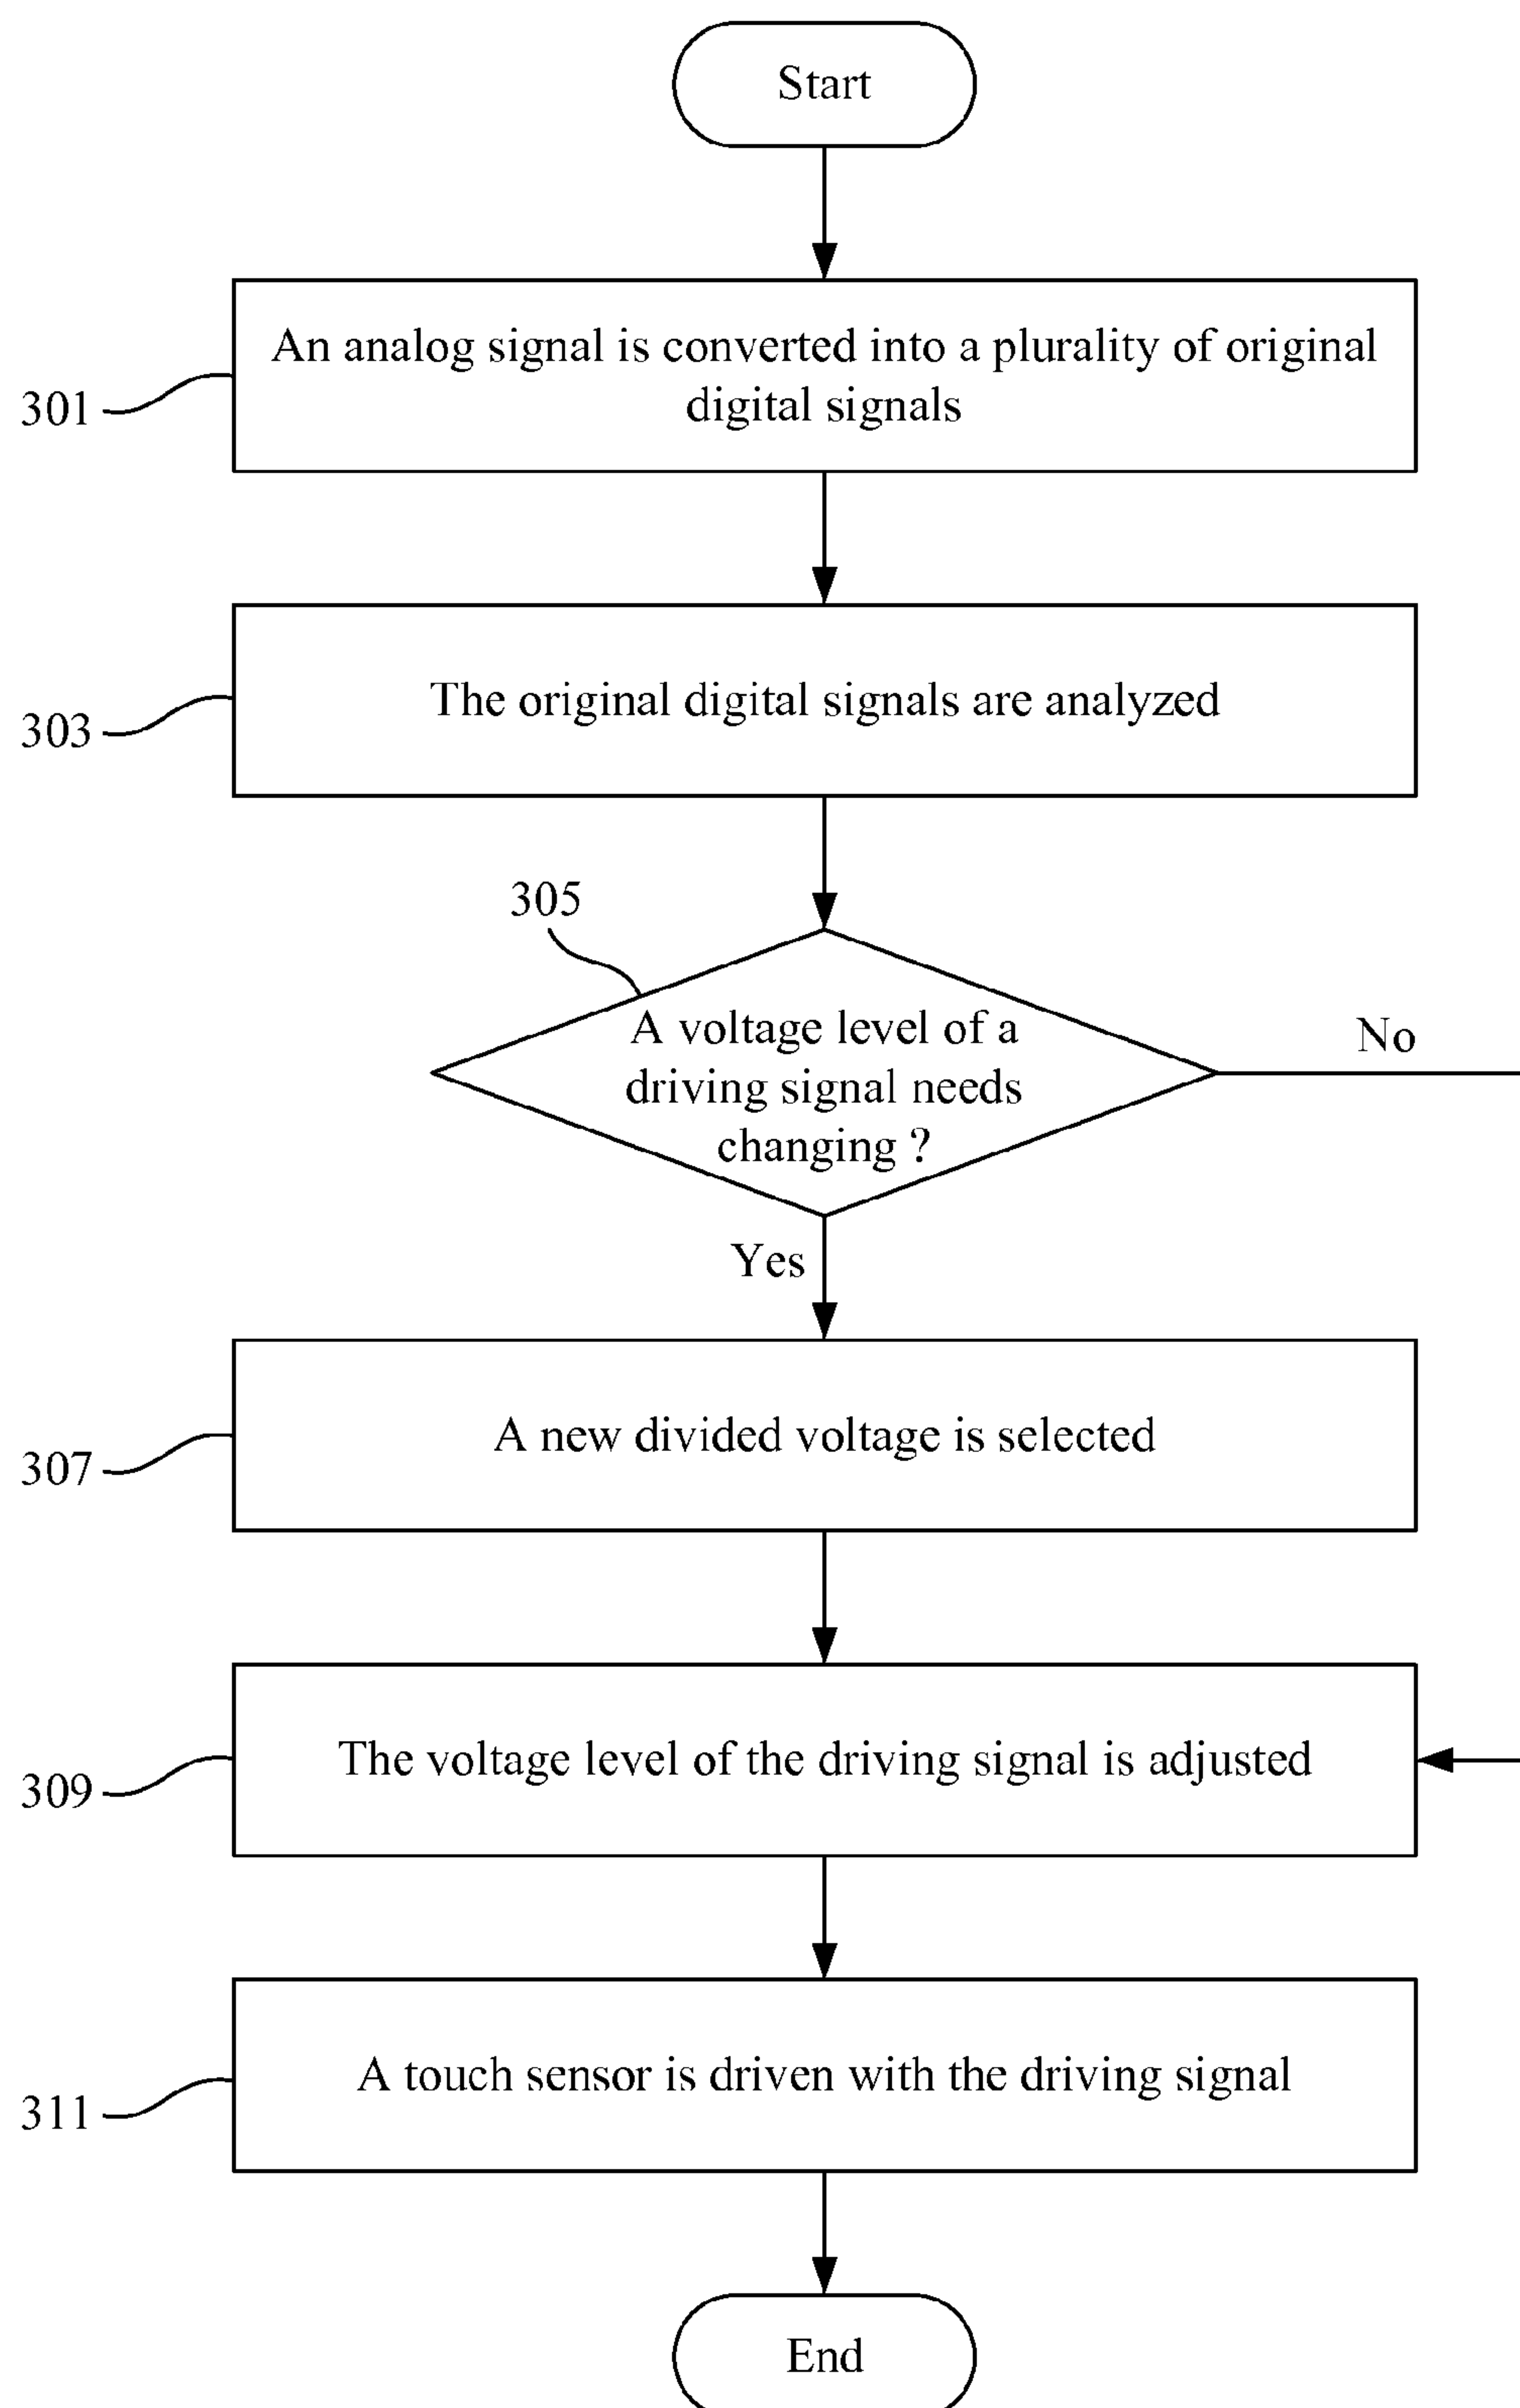 Start
An analog signal is converted into a plurality of original
digital signals
301
The original digital signals are analyzed
303
305
A voltage level of a
driving signal needs
changing ?
No
Yes
A new divided voltage is selected
307
The voltage level of the driving signal is adjusted
309
A touch sensor is driven with the driving signal
311
End